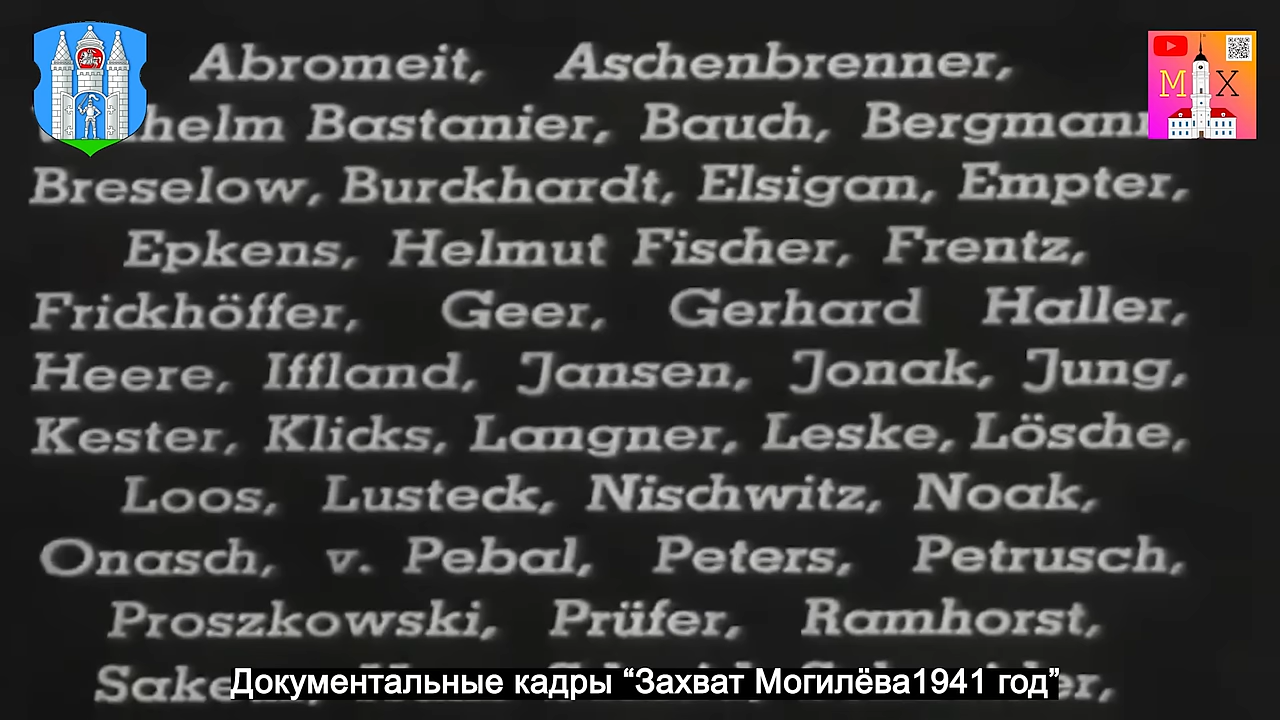 Abromeit, Aschenbrenner,
Bastanier, Bauch, Bergmann
M X
Breselow, Burckhardt, Elsigan, Empter,
Epkens, Helmut Fischer, Frentz,
Frickhöffer, Geer, Gerhard Haller,
Heere, Iffland, Jansen, Jonak, Jung,
Kester, Klicks, Langner, Leske, Lösche,
Loos, Lusteck, Nischwitz, Noak,
Onasch, v. Pebal, Peters, Petrusch,
Proszkowski, Prüfer, Ramhorst,
Документальные кадры “Захват Могилёва1941 год”